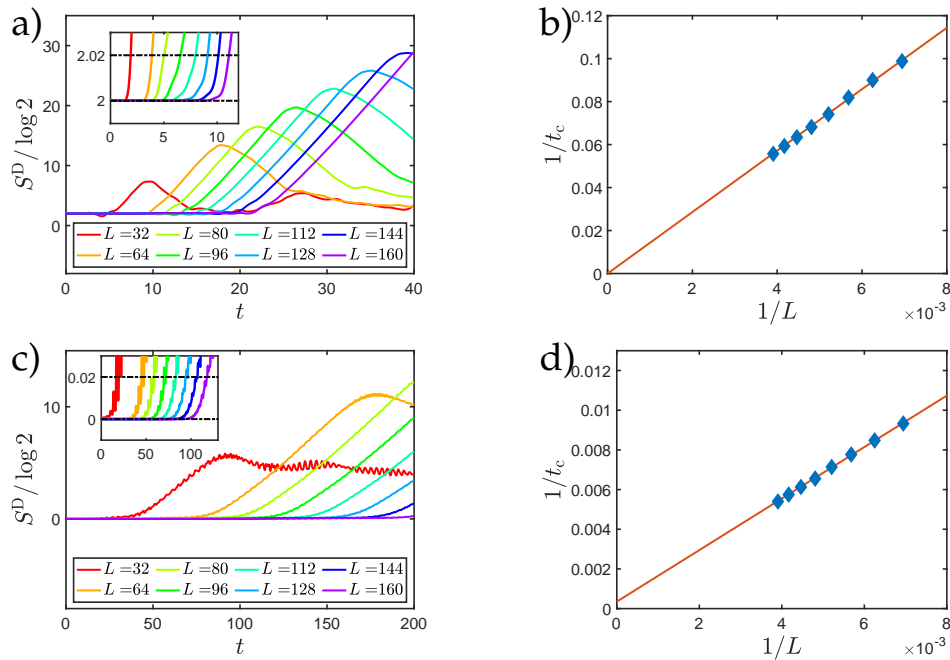 a)
S^D / log 2
30
20
10
0
2.02
2
0 5 10
L =32 L =80 L =112 L =144
L =64 L =96 L =128 L =160
0 10 20 30 40
t
b)
1/t_c
0.12
0.1
0.08
0.06
0.04
0.02
0
0 2 4 6 8
1/L
×10^-3
c)
S^D / log 2
10
0
0.02
0
0 50 100
L =32 L =80 L =112 L =144
L =64 L =96 L =128 L =160
0 50 100 150 200
t
d)
1/t_c
0.012
0.01
0.008
0.006
0.004
0.002
0
0 2 4 6 8
1/L
×10^-3